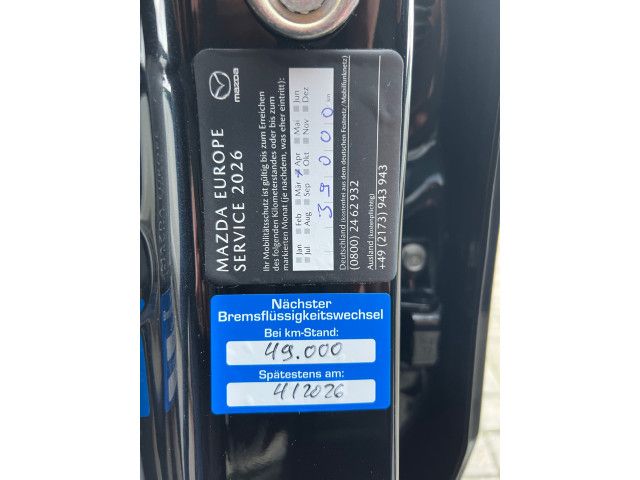 mazda
MAZDA EUROPE
SERVICE 2026
Ihr Mobilitätsschutz ist gültig bis zum Erreichen
des folgenden Kilometerstandes oder bis zum
markierten Monat (je nachdem, was eher eintritt):
Jan Feb Mär Apr Mai Jun
Jul Aug Sep Okt Nov Dez
39000 km
Deutschland (kostenfrei aus dem deutschen Festnetz/Mobilfunknetz)
(0800) 24 62 932
Ausland (kostenpflichtig)
+49 (2173) 943 943
Nächster
Bremsflüssigkeitswechsel
Bei km-Stand:
49.000
Spätestens am:
4/2026